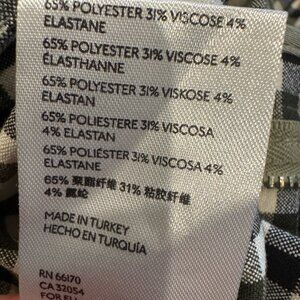 65% POLYESTER 31% VISCOSE 4%
ELASTANE
65% POLYESTER 31% VISCOSE 4%
ÉLASTHANNE
65% POLYESTER 31% VISKOSE 4%
ELASTAN
65% POLIESTERE 31% VISCOSA
4% ELASTAN
65% POLIÉSTER 31% VISCOSA 4%
ELASTANE
65% 聚酯纤维 31% 粘胶纤维
4% 氨纶
MADE IN TURKEY
HECHO EN TURQUÍA
RN 66170
CA 32054
FOR